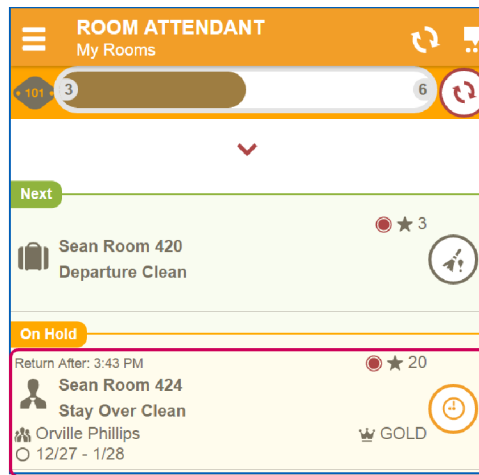 ROOM ATTENDANT
My Rooms
101
3
6
Next
3
Sean Room 420
Departure Clean
On Hold
Return After: 3:43 PM
20
Sean Room 424
Stay Over Clean
Orville Phillips
GOLD
12/27 - 1/28